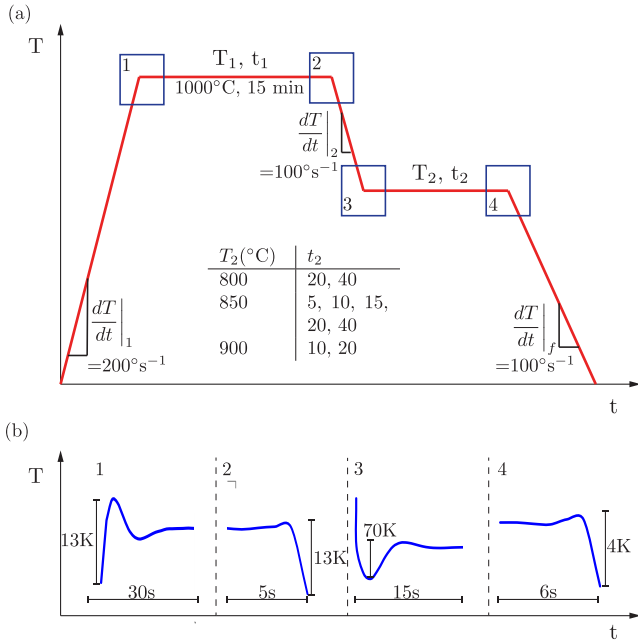 (a)
T
1
T₁, t₁
1000°C, 15 min
2
dT/dt|₂
=100°s⁻¹
T₂, t₂
3
4
T₂(°C) t₂
800 20, 40
850 5, 10, 15,
20, 40
900 10, 20
dT/dt|₁
=200°s⁻¹
dT/dt|f
=100°s⁻¹
t
(b)
T
1
2
3
4
13K
13K
70K
4K
30s
5s
15s
6s
t